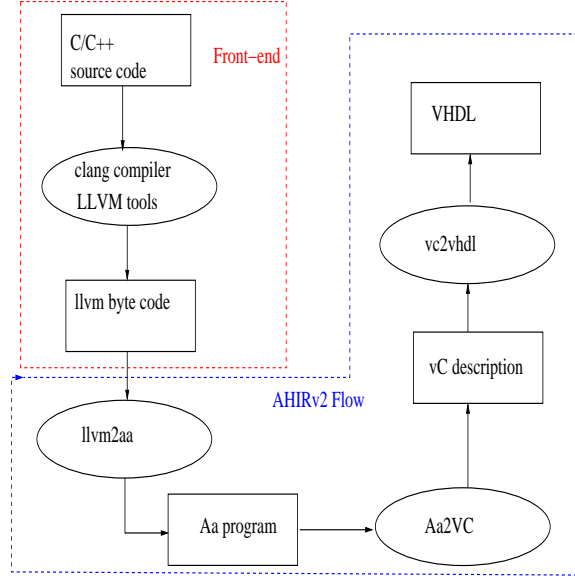 C/C++
source code
Front-end
clang compiler
LLVM tools
llvm byte code
AHIRv2 Flow
llvm2aa
Aa program
Aa2VC
vC description
vc2vhdl
VHDL